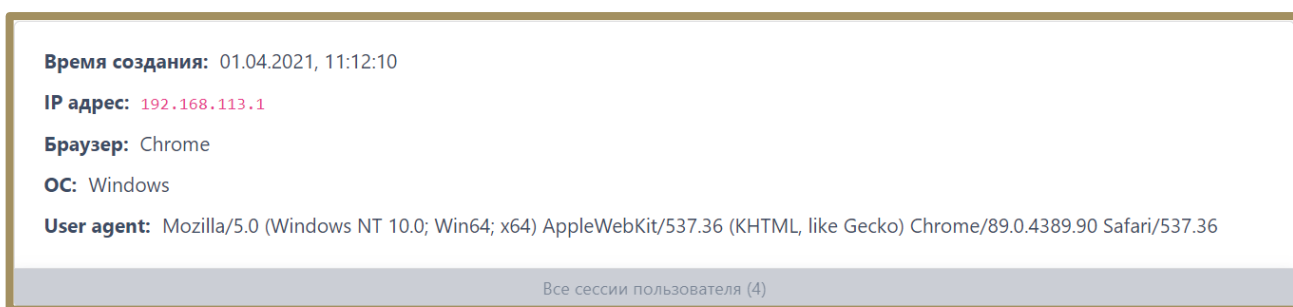 Время создания: 01.04.2021, 11:12:10
IP адрес: 192.168.113.1
Браузер: Chrome
ОС: Windows
User agent: Mozilla/5.0 (Windows NT 10.0; Win64; x64) AppleWebKit/537.36 (KHTML, like Gecko) Chrome/89.0.4389.90 Safari/537.36
Все сессии пользователя (4)